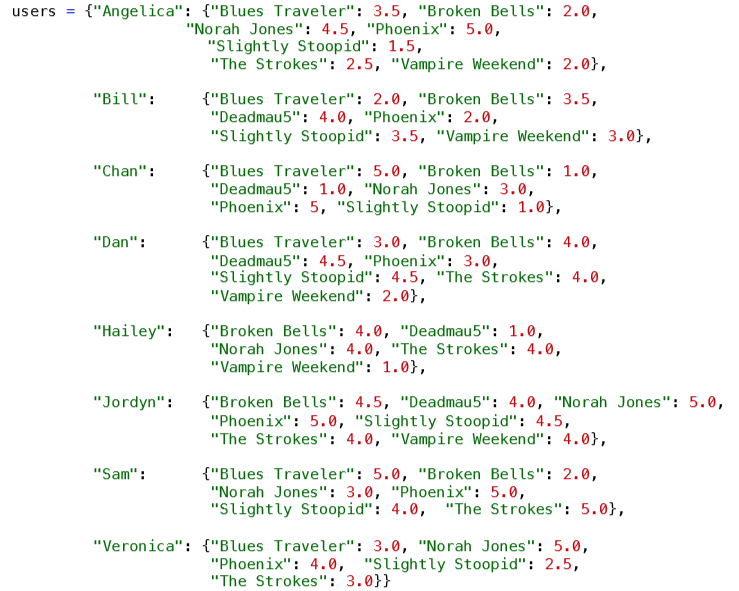 users = {"Angelica": {"Blues Traveler": 3.5, "Broken Bells": 2.0,
"Norah Jones": 4.5, "Phoenix": 5.0,
"Slightly Stoopid": 1.5,
"The Strokes": 2.5, "Vampire Weekend": 2.0},
"Bill": {"Blues Traveler": 2.0, "Broken Bells": 3.5,
"Deadmau5": 4.0, "Phoenix": 2.0,
"Slightly Stoopid": 3.5, "Vampire Weekend": 3.0},
"Chan": {"Blues Traveler": 5.0, "Broken Bells": 1.0,
"Deadmau5": 1.0, "Norah Jones": 3.0,
"Phoenix": 5, "Slightly Stoopid": 1.0},
"Dan": {"Blues Traveler": 3.0, "Broken Bells": 4.0,
"Deadmau5": 4.5, "Phoenix": 3.0,
"Slightly Stoopid": 4.5, "The Strokes": 4.0,
"Vampire Weekend": 2.0},
"Hailey": {"Broken Bells": 4.0, "Deadmau5": 1.0,
"Norah Jones": 4.0, "The Strokes": 4.0,
"Vampire Weekend": 1.0},
"Jordyn": {"Broken Bells": 4.5, "Deadmau5": 4.0, "Norah Jones": 5.0,
"Phoenix": 5.0, "Slightly Stoopid": 4.5,
"The Strokes": 4.0, "Vampire Weekend": 4.0},
"Sam": {"Blues Traveler": 5.0, "Broken Bells": 2.0,
"Norah Jones": 3.0, "Phoenix": 5.0,
"Slightly Stoopid": 4.0, "The Strokes": 5.0},
"Veronica": {"Blues Traveler": 3.0, "Norah Jones": 5.0,
"Phoenix": 4.0, "Slightly Stoopid": 2.5,
"The Strokes": 3.0}}